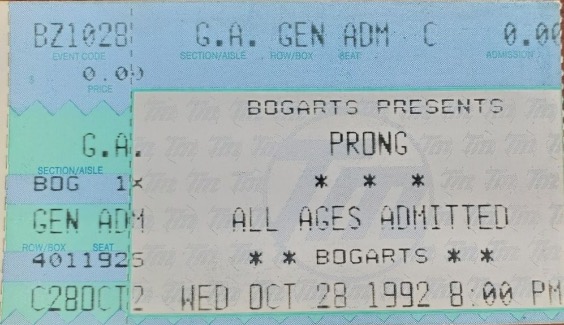 BZ1028 G.A. GEN ADM C 0.00
EVENT CODE SECTION/AISLE ROW/BOX SEAT ADMISSION
$ 0.00
PRICE
BOGARTS PRESENTS
G.A. PRONG
SECTION/AISLE
BOG 1× * * *
GEN ADM ALL AGES ADMITTED
ROW/BOX SEAT
401192S * * BOGARTS * *
C28OCT2 WED OCT 28 1992 8:00 PM